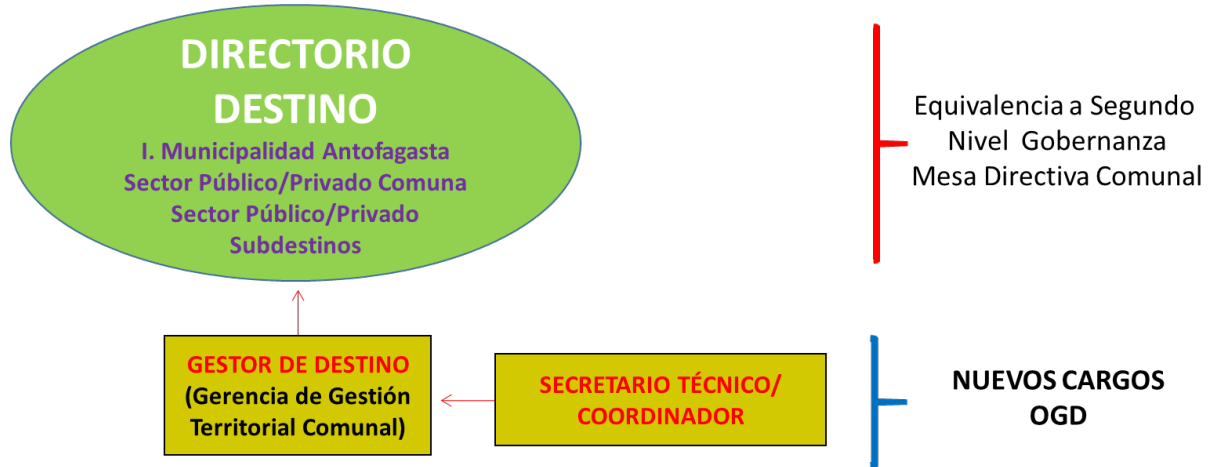 DIRECTORIO
DESTINO
I. Municipalidad Antofagasta
Sector Público/Privado Comuna
Sector Público/Privado
Subdestinos
Equivalencia a Segundo
Nivel Gobernanza
Mesa Directiva Comunal
GESTOR DE DESTINO
(Gerencia de Gestión
Territorial Comunal)
SECRETARIO TÉCNICO/
COORDINADOR
NUEVOS CARGOS
OGD